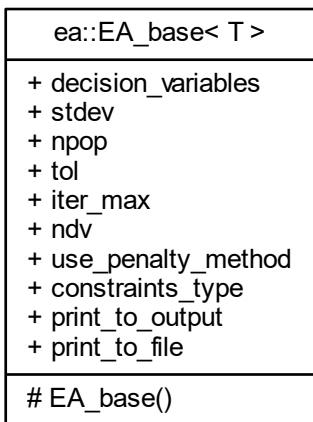 ea::EA_base< T >
+ decision_variables
+ stdev
+ npop
+ tol
+ iter_max
+ ndv
+ use_penalty_method
+ constraints_type
+ print_to_output
+ print_to_file
# EA_base()